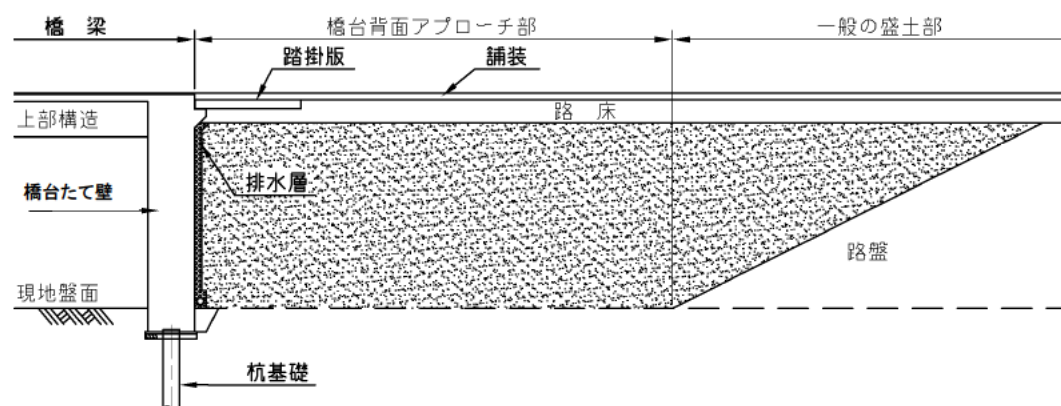 橋 梁
橋台背面アプローチ部
一般の盛土部
踏掛版
舗装
上部構造
路 床
排水層
橋台たて壁
路盤
現地盤面
杭基礎